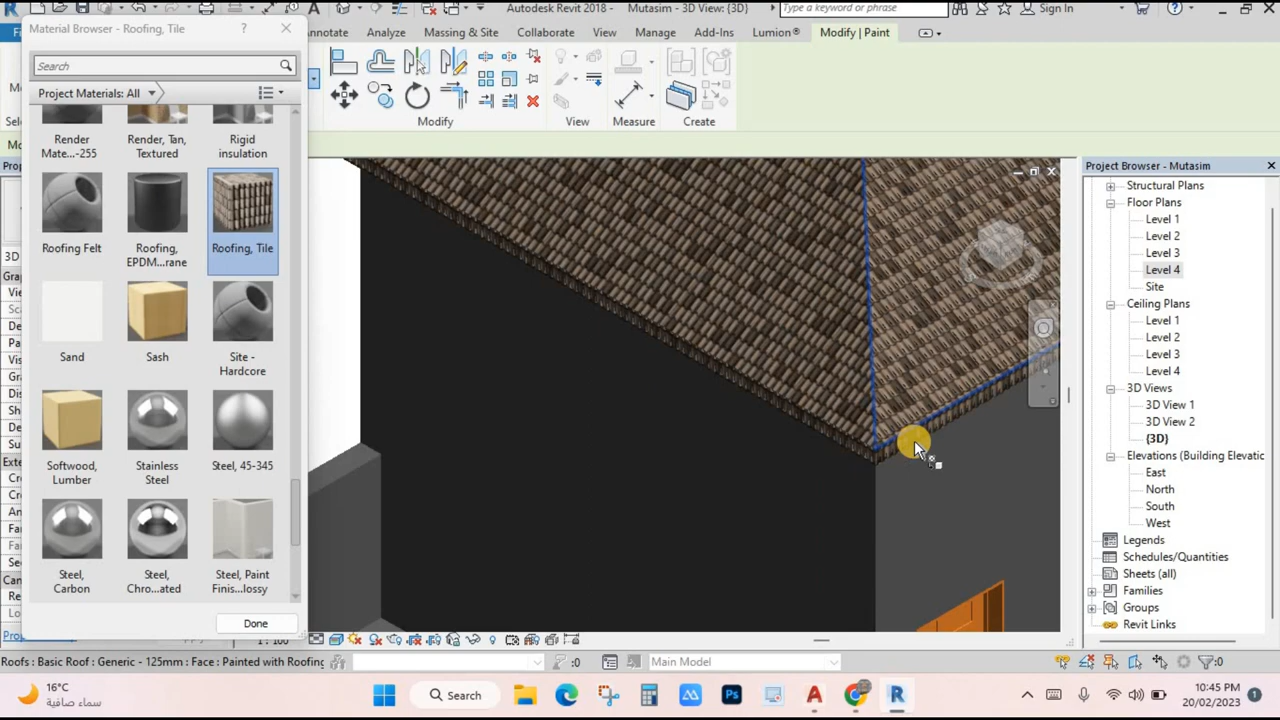 Autodesk Revit 2018 -   Mutasim - 3D View: {3D}
Type a keyword or phrase
Sign In
Material Browser - Roofing, Tile
?
Annotate
Analyze
Massing & Site
Collaborate
View
Manage
Add-Ins
Lumion®
Modify | Paint
Search
Project Materials: All
Modify
View
Measure
Create
Render Mate...-255
Render, Tan, Textured
Rigid insulation
Roofing Felt
Roofing, EPDM...rane
Roofing, Tile
Sand
Sash
Site - Hardcore
Softwood, Lumber
Stainless Steel
Steel, 45-345
Steel, Carbon
Steel, Chro...ated
Steel, Paint Finis...lossy
Done
Project Browser - Mutasim
Structural Plans
Floor Plans
Level 1
Level 2
Level 3
Level 4
Site
Ceiling Plans
Level 1
Level 2
Level 3
Level 4
3D Views
3D View 1
3D View 2
{3D}
Elevations (Building Elevatic
East
North
South
West
Legends
Schedules/Quantities
Sheets (all)
Families
Groups
Revit Links
1 : 100
Roofs : Basic Roof : Generic - 125mm : Face : Painted with Roofing
:0
Main Model
:0
16°C
سماء صافية
Search
Ps
A
R
10:45 PM
20/02/2023
1